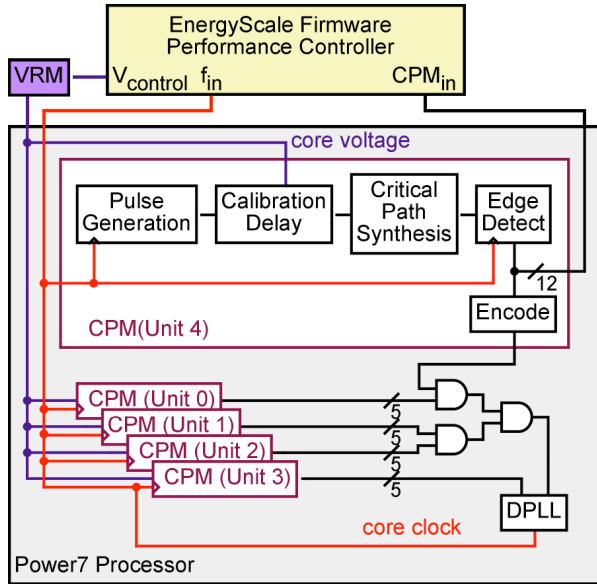 EnergyScale Firmware
Performance Controller
VRM
Vcontrol fin CPMin
core voltage
Pulse
Generation
Calibration
Delay
Critical
Path
Synthesis
Edge
Detect
12
CPM(Unit 4)
Encode
CPM (Unit 0)
5
CPM (Unit 1)
5
CPM (Unit 2)
5
CPM (Unit 3)
5
DPLL
core clock
Power7 Processor